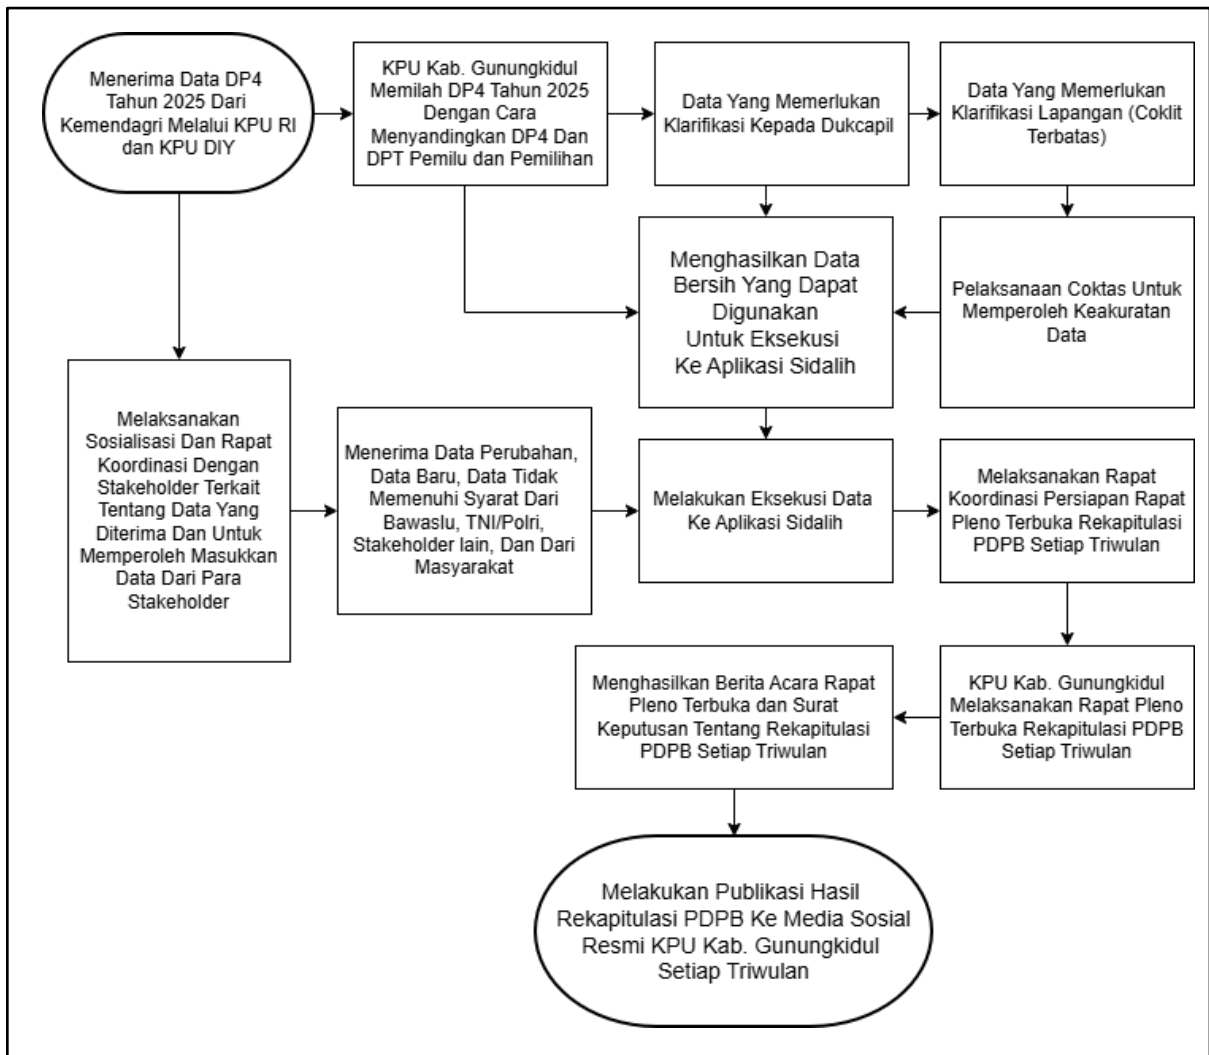 Menerima Data DP4
Tahun 2025 Dari
Kemendagri Melalui KPU RI
dan KPU DIY
KPU Kab. Gunungkidul
Memilah DP4 Tahun 2025
Dengan Cara
Menyandingkan DP4 Dan
DPT Pemilu dan Pemilihan
Data Yang Memerlukan
Klarifikasi Kepada Dukcapil
Data Yang Memerlukan
Klarifikasi Lapangan (Coklit
Terbatas)
Menghasilkan Data
Bersih Yang Dapat
Digunakan
Untuk Eksekusi
Ke Aplikasi Sidalih
Pelaksanaan Coktas Untuk
Memperoleh Keakuratan
Data
Melaksanakan
Sosialisasi Dan Rapat
Koordinasi Dengan
Stakeholder Terkait
Tentang Data Yang
Diterima Dan Untuk
Memperoleh Masukkan
Data Dari Para
Stakeholder
Menerima Data Perubahan,
Data Baru, Data Tidak
Memenuhi Syarat Dari
Bawaslu, TNI/Polri,
Stakeholder lain, Dan Dari
Masyarakat
Melakukan Eksekusi Data
Ke Aplikasi Sidalih
Melaksanakan Rapat
Koordinasi Persiapan Rapat
Pleno Terbuka Rekapitulasi
PDPB Setiap Triwulan
Menghasilkan Berita Acara Rapat
Pleno Terbuka dan Surat
Keputusan Tentang Rekapitulasi
PDPB Setiap Triwulan
KPU Kab. Gunungkidul
Melaksanakan Rapat Pleno
Terbuka Rekapitulasi PDPB
Setiap Triwulan
Melakukan Publikasi Hasil
Rekapitulasi PDPB Ke Media Sosial
Resmi KPU Kab. Gunungkidul
Setiap Triwulan